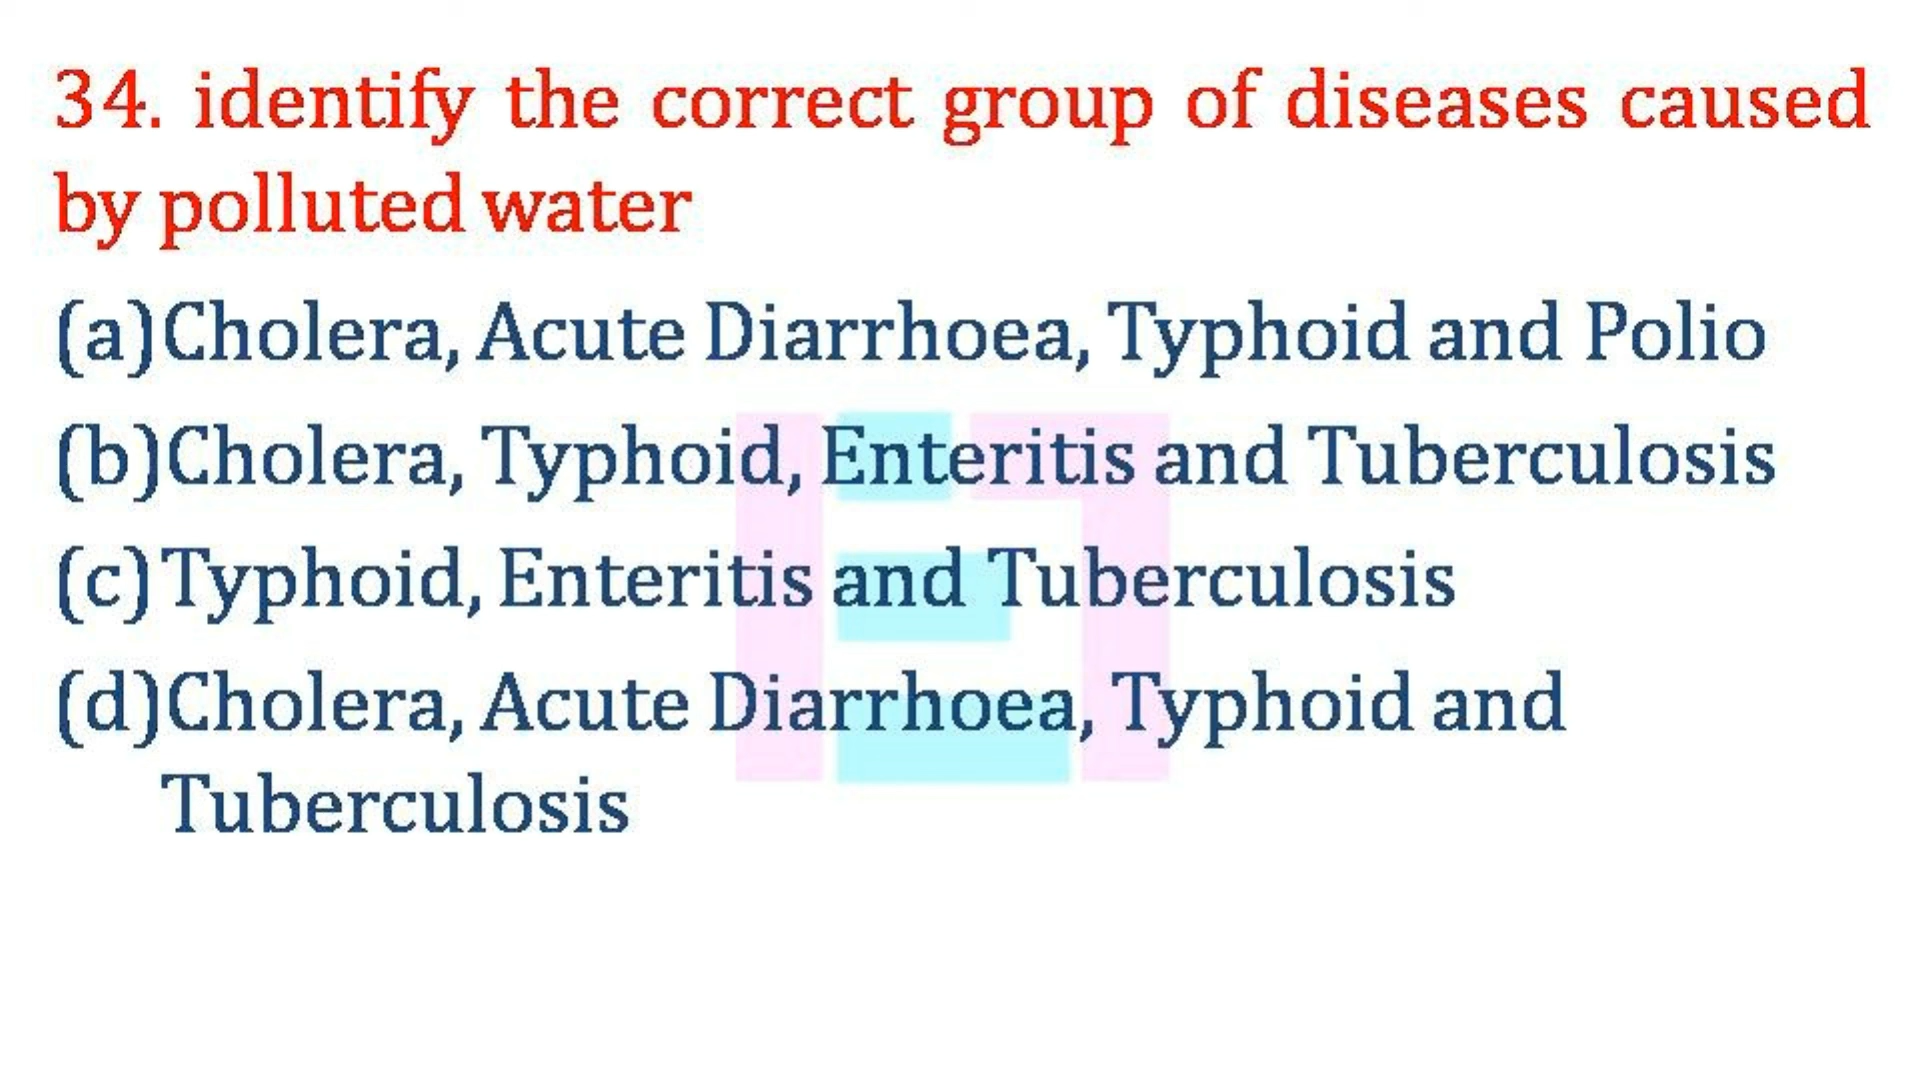 34. identify the correct group of diseases caused
by polluted water
(a)Cholera, Acute Diarrhoea, Typhoid and Polio
(b)Cholera, Typhoid, Enteritis and Tuberculosis
(c)Typhoid, Enteritis and Tuberculosis
(d)Cholera, Acute Diarrhoea, Typhoid and
Tuberculosis